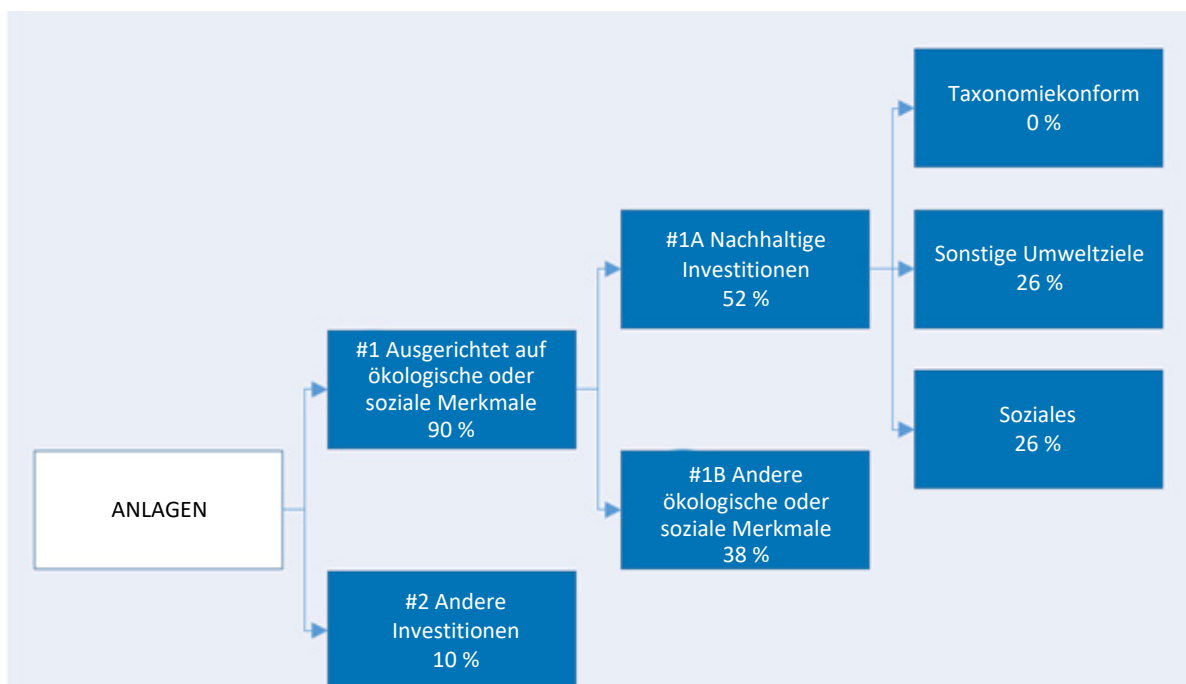 Taxonomiekonform
0 %
#1A Nachhaltige
Investitionen
52 %
Sonstige Umweltziele
26 %
#1 Ausgerichtet auf
ökologische oder
soziale Merkmale
90 %
Soziales
26 %
ANLAGEN
#1B Andere
ökologische oder
soziale Merkmale
38 %
#2 Andere
Investitionen
10 %